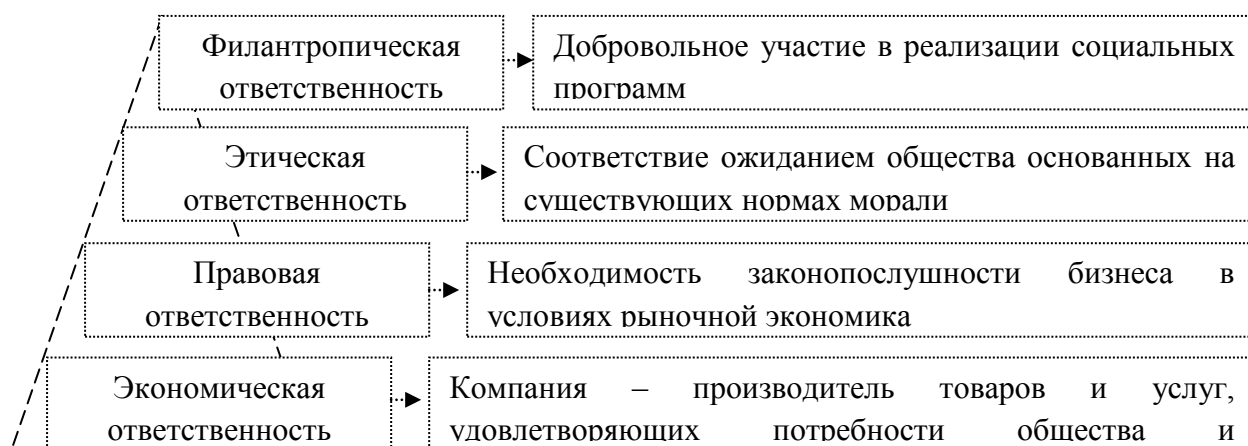 Филантропическая
ответственность
Добровольное участие в реализации социальных
программ
Этическая
ответственность
Соответствие ожиданием общества основанных на
существующих нормах морали
Правовая
ответственность
Необходимость законопослушности бизнеса в
условиях рыночной экономика
Экономическая
ответственность
Компания – производитель товаров и услуг,
удовлетворяющих потребности общества и